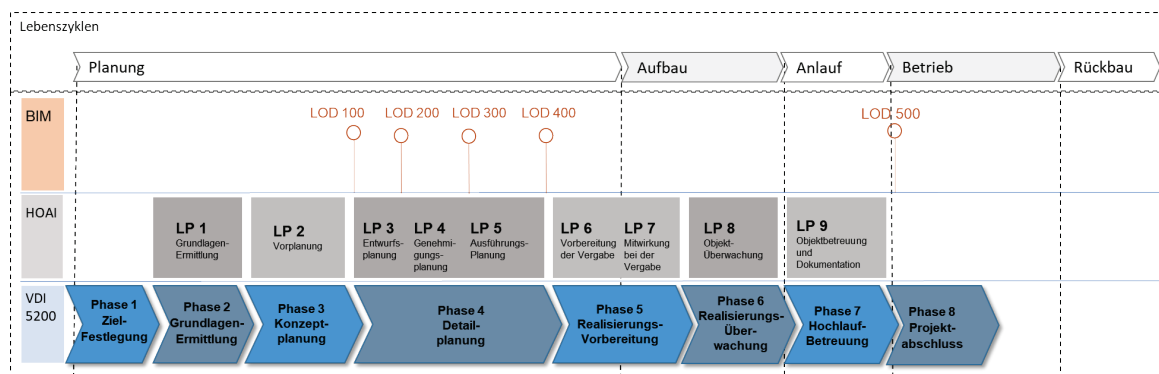 Lebenszyklen
Planung
Aufbau
Anlauf
Betrieb
Rückbau
BIM
LOD 100
LOD 200
LOD 300
LOD 400
LOD 500
HOAI
LP 1
Grundlagen-
Ermittlung
LP 2
Vorplanung
LP 3
Entwurfs-
planung
LP 4
Genehmi-
gungs-
planung
LP 5
Ausführungs-
Planung
LP 6
Vorbereitung
der Vergabe
LP 7
Mitwirkung
bei der
Vergabe
LP 8
Objekt-
Überwachung
LP 9
Objektbetreuung
und
Dokumentation
VDI
5200
Phase 1
Ziel-
Festlegung
Phase 2
Grundlagen-
Ermittlung
Phase 3
Konzept-
planung
Phase 4
Detail-
planung
Phase 5
Realisierungs-
Vorbereitung
Phase 6
Realisierungs-
Über-
wachung
Phase 7
Hochlauf-
Betreuung
Phase 8
Projekt-
abschluss